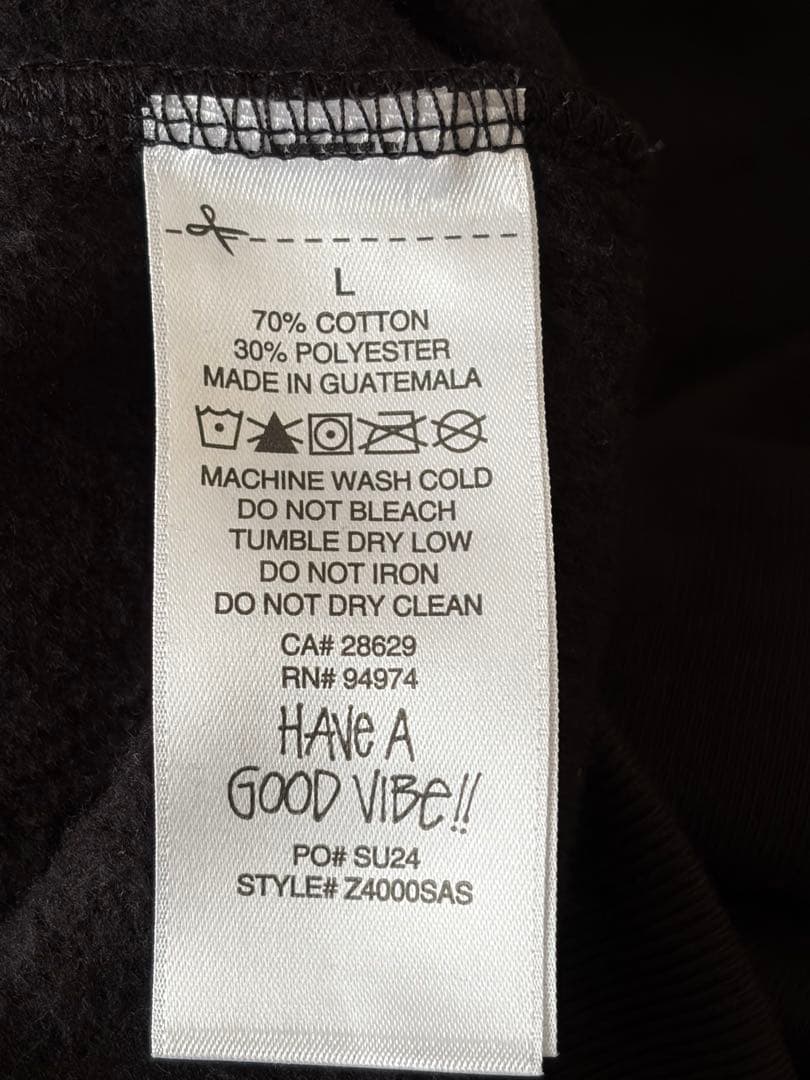 L
70% COTTON
30% POLYESTER
MADE IN GUATEMALA
MACHINE WASH COLD
DO NOT BLEACH
TUMBLE DRY LOW
DO NOT IRON
DO NOT DRY CLEAN
CA# 28629
RN# 94974
HAVe A
GOOD VIBe!!
PO# SU24
STYLE# Z4000SAS